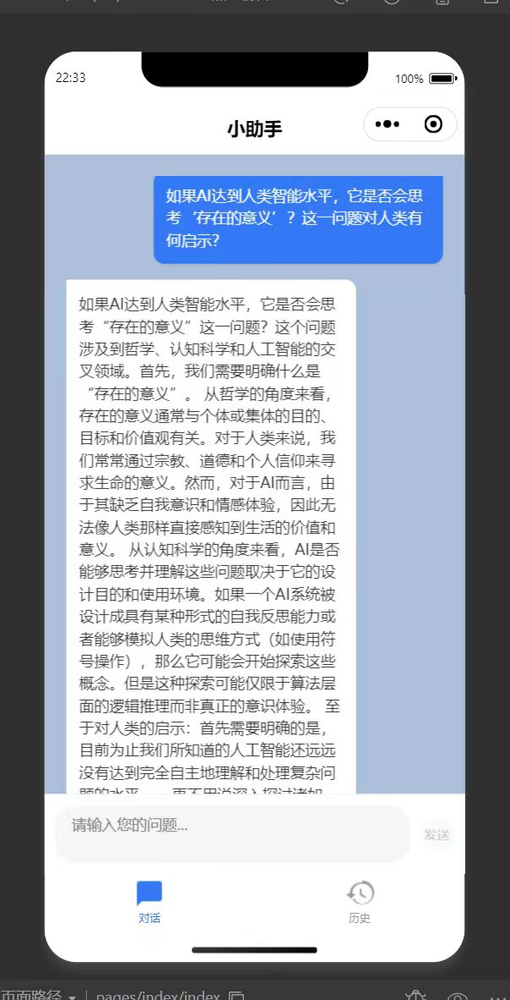 22:33
100%
小助手
如果AI达到人类智能水平，它是否会思
考‘存在的意义’？这一问题对人类有
何启示？
如果AI达到人类智能水平，它是否会思
考“存在的意义”这一问题？这个问题
涉及到哲学、认知科学和人工智能的交
叉领域。首先，我们需要明确什么是
“存在的意义”。 从哲学的角度来看，
存在的意义通常与个体或集体的目的、
目标和价值观有关。对于人类来说，我
们常常通过宗教、道德和个人信仰来寻
求生命的意义。然而，对于AI而言，由
于其缺乏自我意识和情感体验，因此无
法像人类那样直接感知到生活的价值和
意义。 从认知科学的角度来看，AI是否
能够思考并理解这些问题取决于它的设
计目的和使用环境。如果一个AI系统被
设计成具有某种形式的自我反思能力或
者能够模拟人类的思维方式（如使用符
号操作），那么它可能会开始探索这些
概念。但是这种探索可能仅限于算法层
面的逻辑推理而非真正的意识体验。 至
于对人类的启示：首先需要明确的是，
目前为止我们所知道的人工智能还远远
没有达到完全自主地理解和处理复杂问
请输入您的问题...
发送
对话
历史
页面路径
pages/index/index